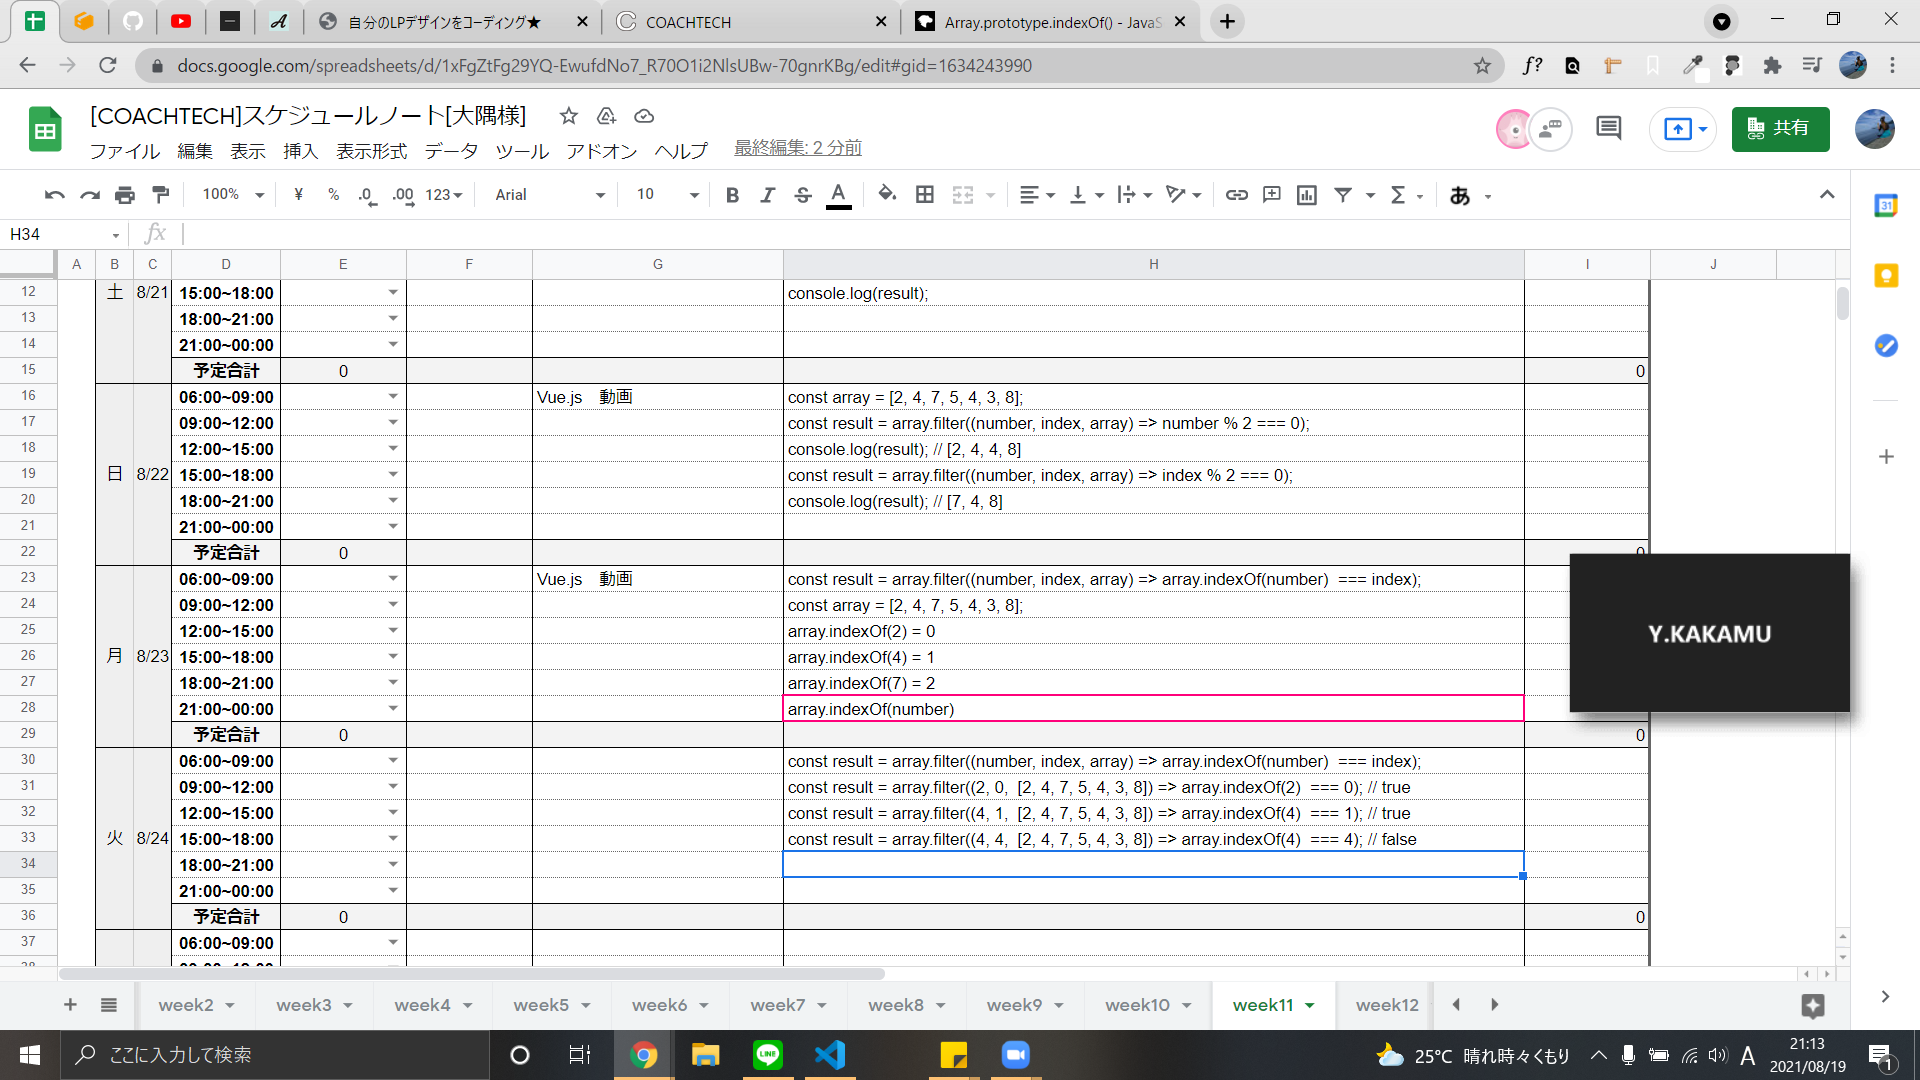 自分のLPデザインをコーディング★
COACHTECH
Array.prototype.indexOf() - JavaS
docs.google.com/spreadsheets/d/1xFgZtFg29YQ-EwufdNo7_R70O1i2NlsUBw-70gnrKBg/edit#gid=1634243990
[COACHTECH]スケジュールノート[大隅様]
共有
ファイル 編集 表示 挿入 表示形式 データ ツール アドオン ヘルプ 最終編集: 2 分前
100% ¥ % .0 .00 123 Arial 10 B I S A あ
H34 fx
A B C D E F G H I J
12 土 8/21 15:00~18:00 console.log(result);
13 18:00~21:00
14 21:00~00:00
15 予定合計 0 0
16 06:00~09:00 Vue.js 動画 const array = [2, 4, 7, 5, 4, 3, 8];
17 09:00~12:00 const result = array.filter((number, index, array) => number % 2 === 0);
18 12:00~15:00 console.log(result); // [2, 4, 4, 8]
19 日 8/22 15:00~18:00 const result = array.filter((number, index, array) => index % 2 === 0);
20 18:00~21:00 console.log(result); // [7, 4, 8]
21 21:00~00:00
22 予定合計 0 0
23 06:00~09:00 Vue.js 動画 const result = array.filter((number, index, array) => array.indexOf(number) === index);
24 09:00~12:00 const array = [2, 4, 7, 5, 4, 3, 8];
25 12:00~15:00 array.indexOf(2) = 0
Y.KAKAMU
26 月 8/23 15:00~18:00 array.indexOf(4) = 1
27 18:00~21:00 array.indexOf(7) = 2
28 21:00~00:00 array.indexOf(number)
29 予定合計 0 0
30 06:00~09:00 const result = array.filter((number, index, array) => array.indexOf(number) === index);
31 09:00~12:00 const result = array.filter((2, 0, [2, 4, 7, 5, 4, 3, 8]) => array.indexOf(2) === 0); // true
32 12:00~15:00 const result = array.filter((4, 1, [2, 4, 7, 5, 4, 3, 8]) => array.indexOf(4) === 1); // true
33 火 8/24 15:00~18:00 const result = array.filter((4, 4, [2, 4, 7, 5, 4, 3, 8]) => array.indexOf(4) === 4); // false
34 18:00~21:00
35 21:00~00:00
36 予定合計 0 0
37 06:00~09:00
week2 week3 week4 week5 week6 week7 week8 week9 week10 week11 week12
ここに入力して検索
25°C 晴れ時々くもり
A
21:13
2021/08/19
1